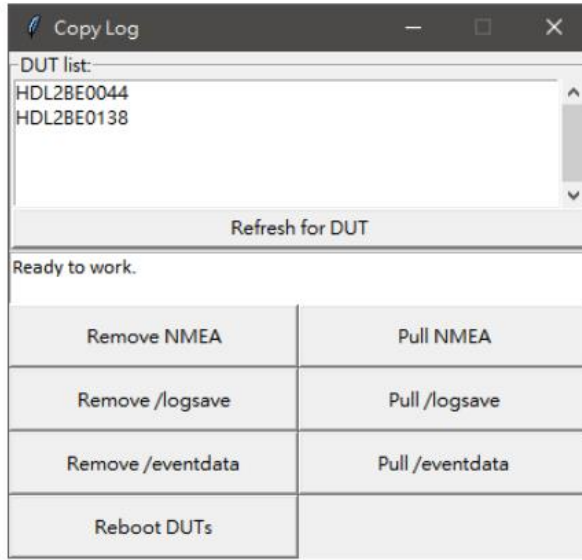 Copy Log
DUT list:
HDL2BE0044
HDL2BE0138
Refresh for DUT
Ready to work.
Remove NMEA
Pull NMEA
Remove /logsave
Pull /logsave
Remove /eventdata
Pull /eventdata
Reboot DUTs